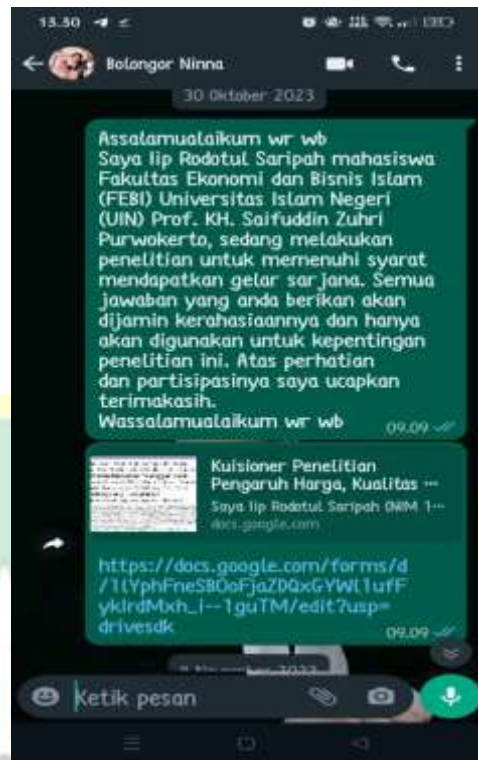 13.30
Bolongor Ninna
30 Oktober 2023
Assalamualaikum wr wb
Saya Iip Rodotul Saripah mahasiswa
Fakultas Ekonomi dan Bisnis Islam
(FEBI) Universitas Islam Negeri
(UIN) Prof. KH. Saifuddin Zuhri
Purwokerto, sedang melakukan
penelitian untuk memenuhi syarat
mendapatkan gelar sarjana. Semua
jawaban yang anda berikan akan
dijamin kerahasiaannya dan hanya
akan digunakan untuk kepentingan
penelitian ini. Atas perhatian
dan partisipasinya saya ucapkan
terimakasih.
Wassalamualaikum wr wb
09.09
Kuisioner Penelitian
Pengaruh Harga, Kualitas ...
Saya Iip Rodotul Saripah (NIM 1...
docs.google.com
https://docs.google.com/forms/d
drivesdk
09.09
November 2023
Ketik pesan